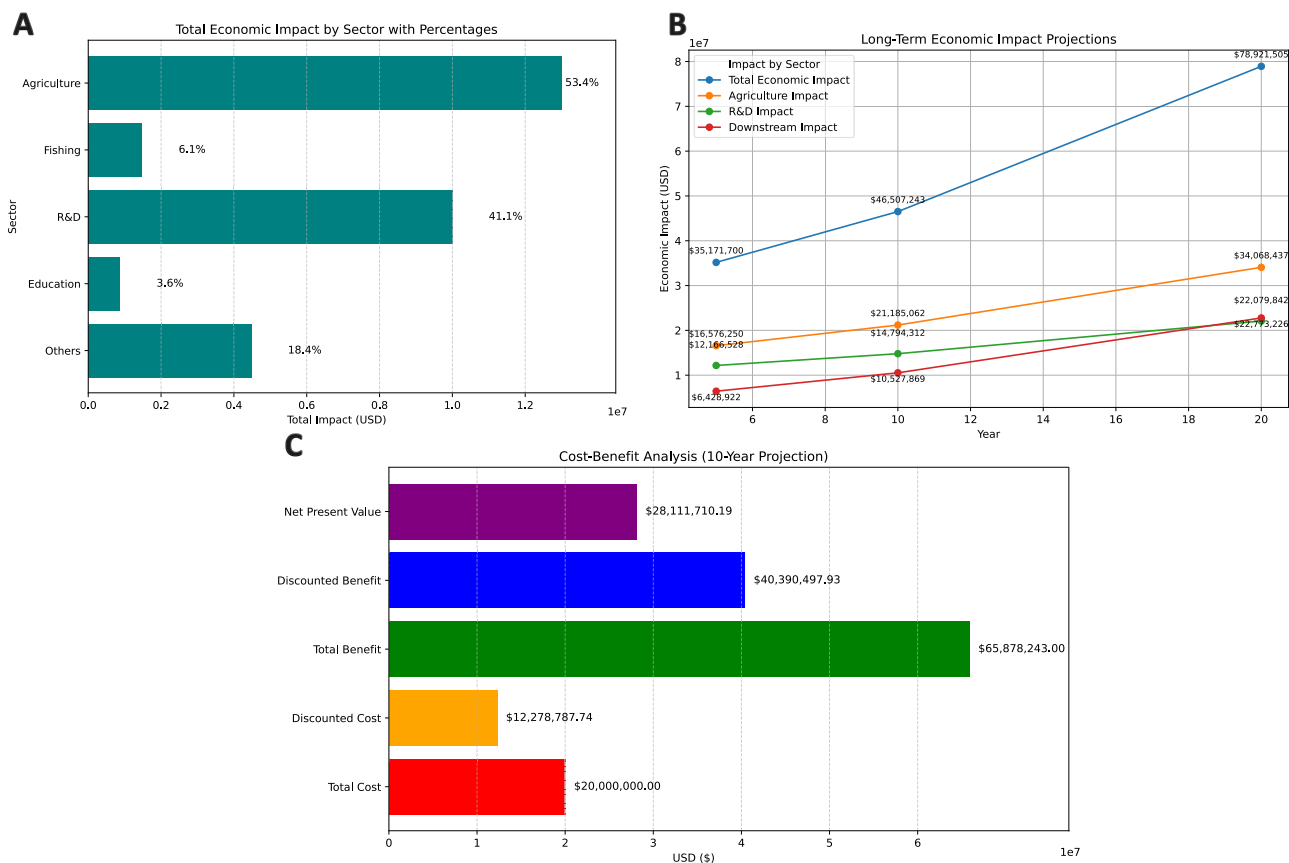 A
Total Economic Impact by Sector with Percentages
Sector
Agriculture
53.4%
Fishing
6.1%
R&D
41.1%
Education
3.6%
Others
18.4%
0.0 0.2 0.4 0.6 0.8 1.0 1.2
1e7
Total Impact (USD)
B
Long-Term Economic Impact Projections
1e7
Economic Impact (USD)
8
7
6
5
4
3
2
1
Impact by Sector
Total Economic Impact
Agriculture Impact
R&D Impact
Downstream Impact
$78,921,505
$46,507,243
$35,171,700
$34,068,437
$21,185,062
$22,079,842
$16,576,250
$14,794,312
$22,773,226
$12,166,528
$10,527,869
$6,428,922
6 8 10 12 14 16 18 20
Year
C
Cost-Benefit Analysis (10-Year Projection)
Net Present Value
$28,111,710.19
Discounted Benefit
$40,390,497.93
Total Benefit
$65,878,243.00
Discounted Cost
$12,278,787.74
Total Cost
$20,000,000.00
0 1 2 3 4 5 6
1e7
USD ($)